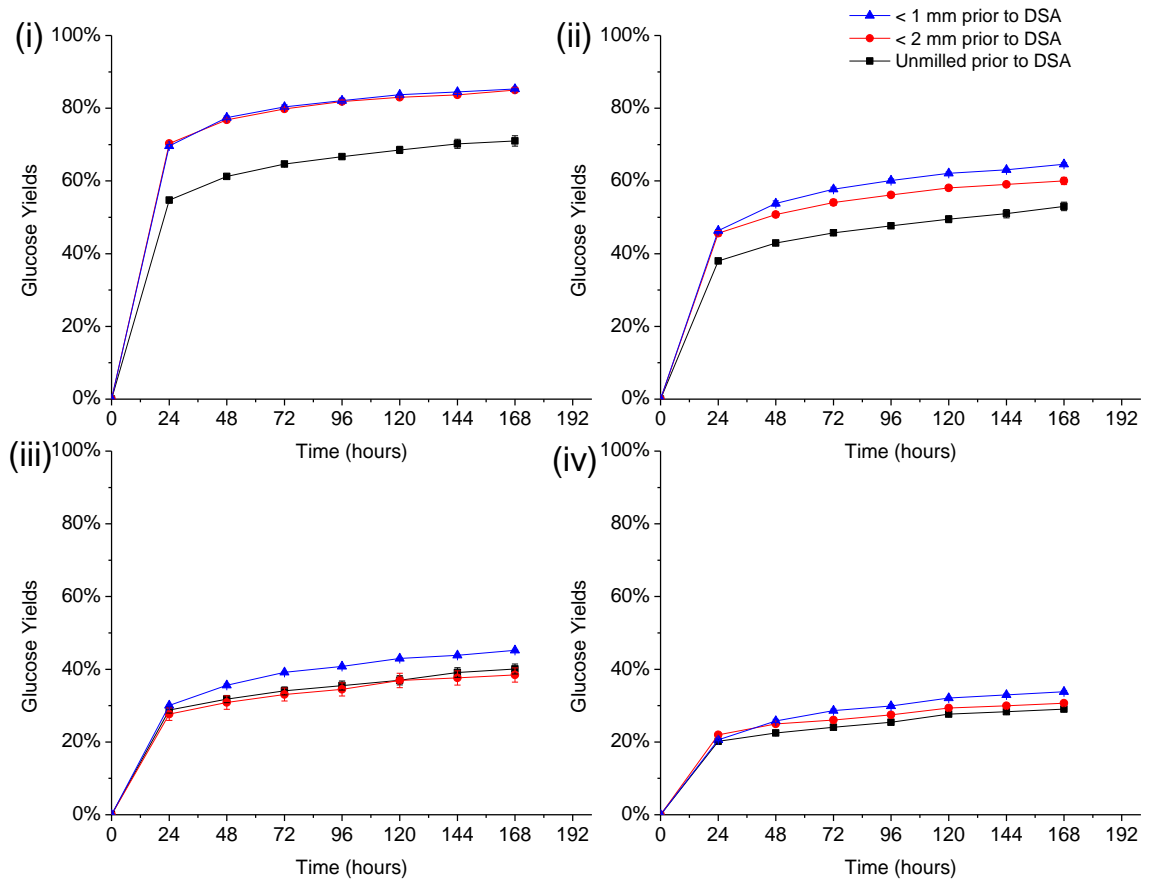 (i)
100%
80%
60%
40%
20%
0%
Glucose Yields
0 24 48 72 96 120 144 168 192
Time (hours)
(ii)
< 1 mm prior to DSA
< 2 mm prior to DSA
Unmilled prior to DSA
100%
80%
60%
40%
20%
0%
Glucose Yields
0 24 48 72 96 120 144 168 192
Time (hours)
(iii)
100%
80%
60%
40%
20%
0%
Glucose Yields
0 24 48 72 96 120 144 168 192
Time (hours)
(iv)
100%
80%
60%
40%
20%
0%
Glucose Yields
0 24 48 72 96 120 144 168 192
Time (hours)